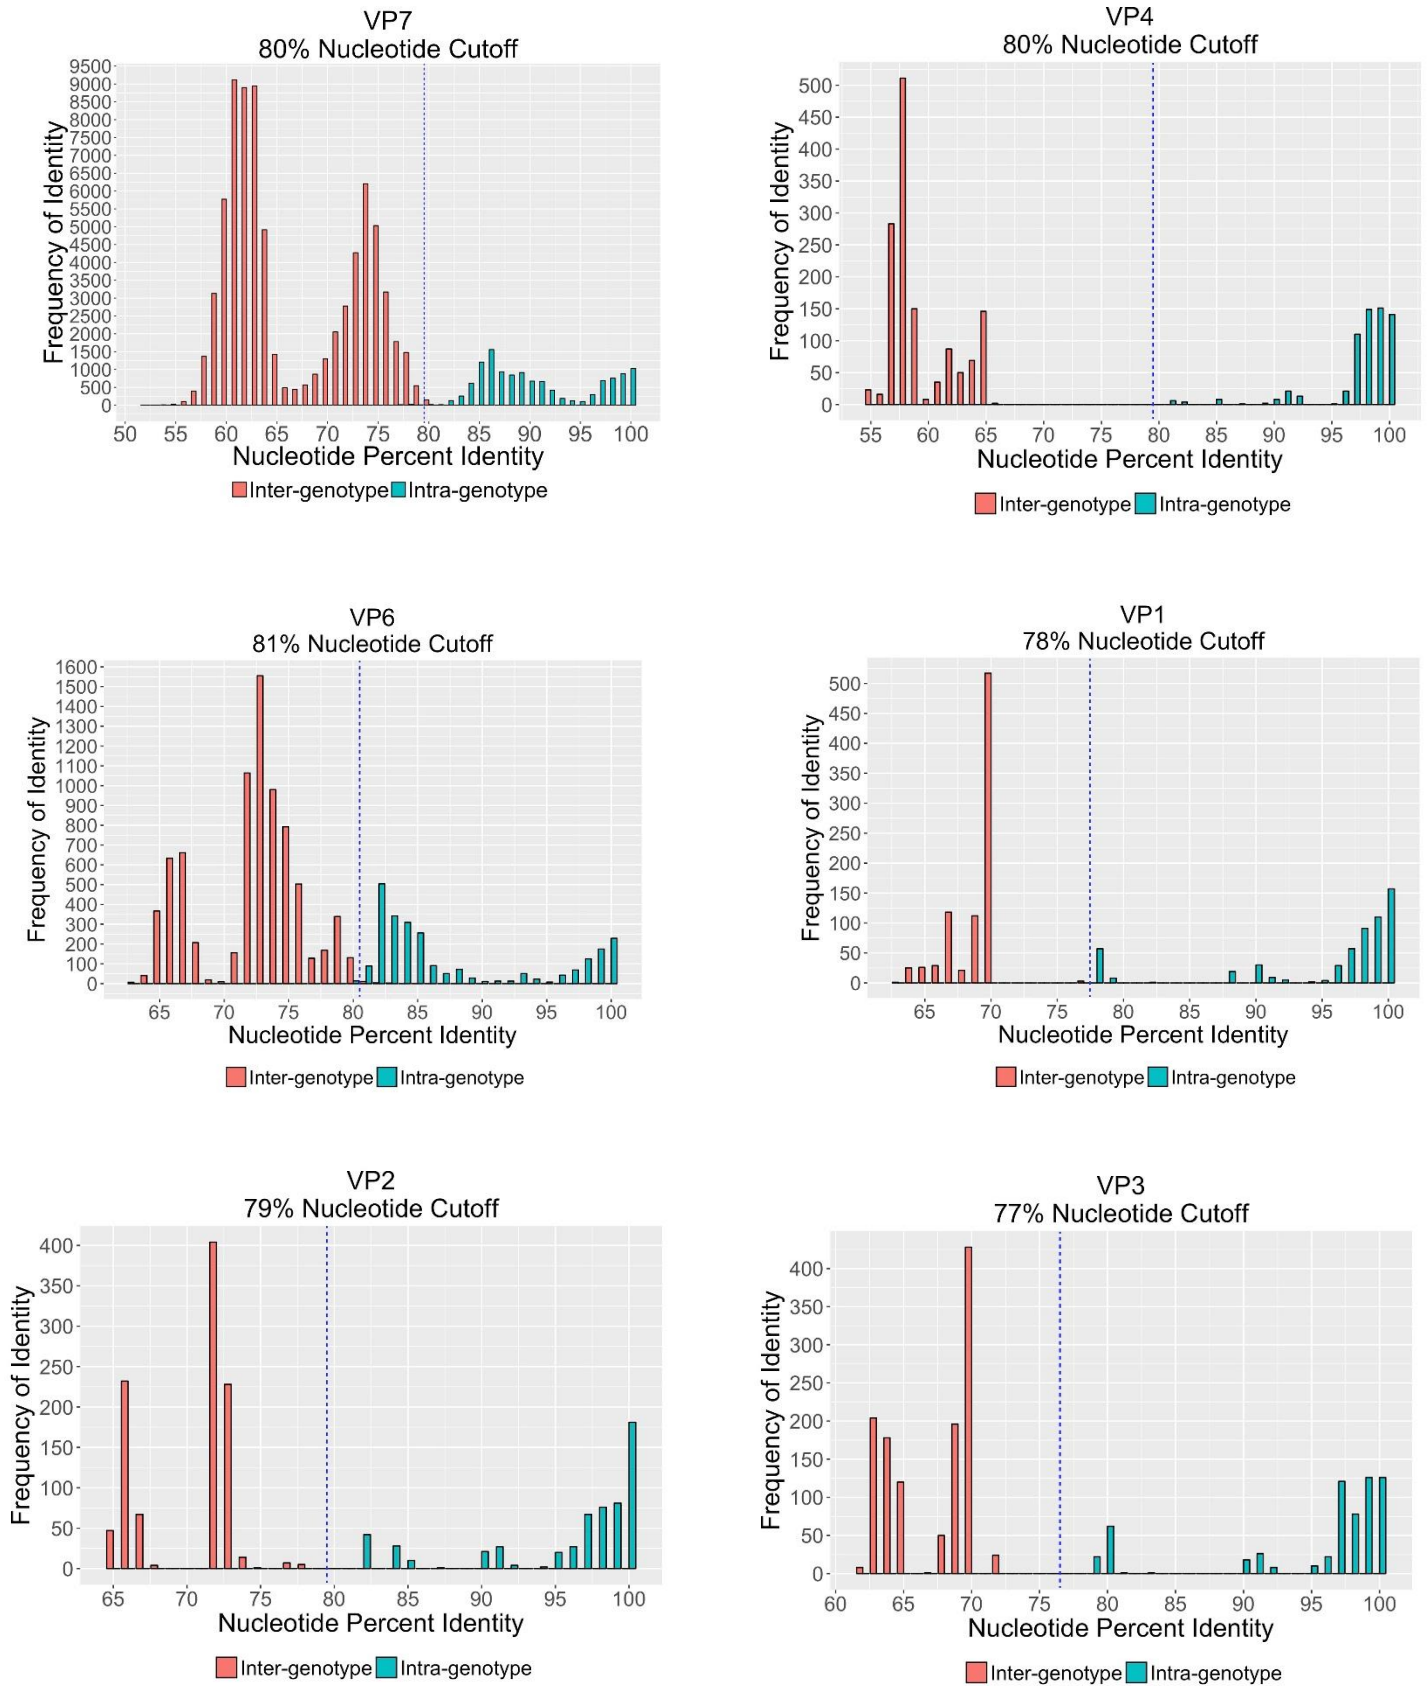 VP7
80% Nucleotide Cutoff
9500
9000
8500
8000
7500
7000
6500
6000
5500
5000
4500
4000
3500
3000
2500
2000
1500
1000
500
0
Frequency of Identity
50 55 60 65 70 75 80 85 90 95 100
Nucleotide Percent Identity
Inter-genotype Intra-genotype
VP4
80% Nucleotide Cutoff
500
450
400
350
300
250
200
150
100
50
0
Frequency of Identity
55 60 65 70 75 80 85 90 95 100
Nucleotide Percent Identity
Inter-genotype Intra-genotype
VP6
81% Nucleotide Cutoff
1600
1500
1400
1300
1200
1100
1000
900
800
700
600
500
400
300
200
100
0
Frequency of Identity
65 70 75 80 85 90 95 100
Nucleotide Percent Identity
Inter-genotype Intra-genotype
VP1
78% Nucleotide Cutoff
500
450
400
350
300
250
200
150
100
50
0
Frequency of Identity
65 70 75 80 85 90 95 100
Nucleotide Percent Identity
Inter-genotype Intra-genotype
VP2
79% Nucleotide Cutoff
400
350
300
250
200
150
100
50
0
Frequency of Identity
65 70 75 80 85 90 95 100
Nucleotide Percent Identity
Inter-genotype Intra-genotype
VP3
77% Nucleotide Cutoff
400
350
300
250
200
150
100
50
0
Frequency of Identity
60 65 70 75 80 85 90 95 100
Nucleotide Percent Identity
Inter-genotype Intra-genotype